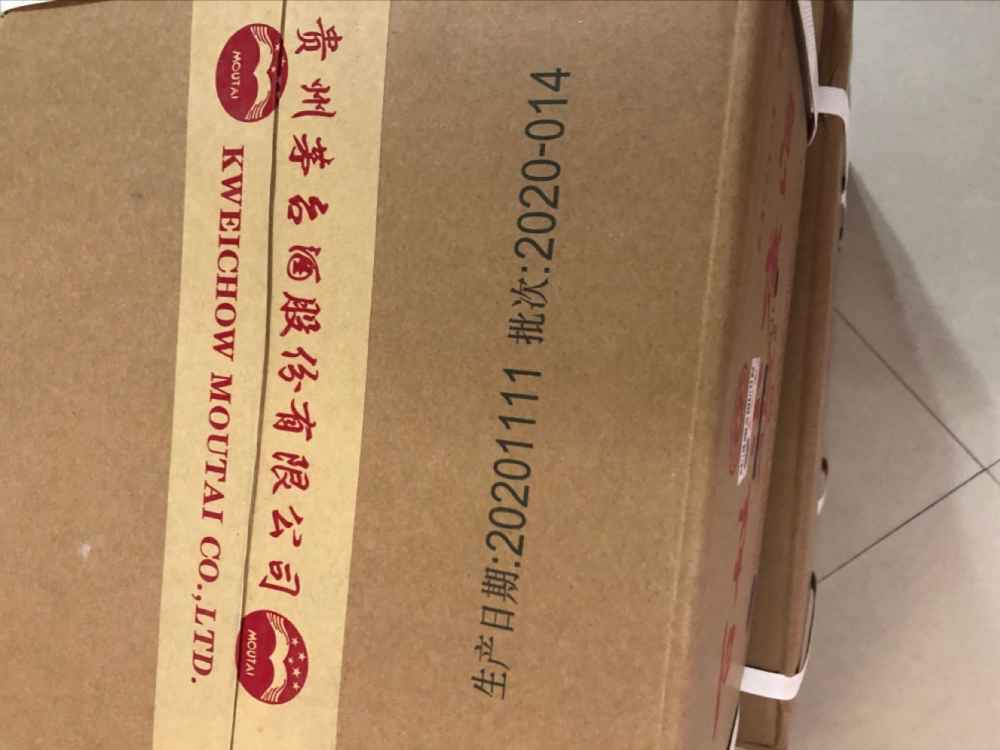 MOUTAI
贵州茅台酒股份有限公司
KWEICHOW MOUTAI CO.,LTD.
MOUTAI
生产日期:20201111 批次:2020-014